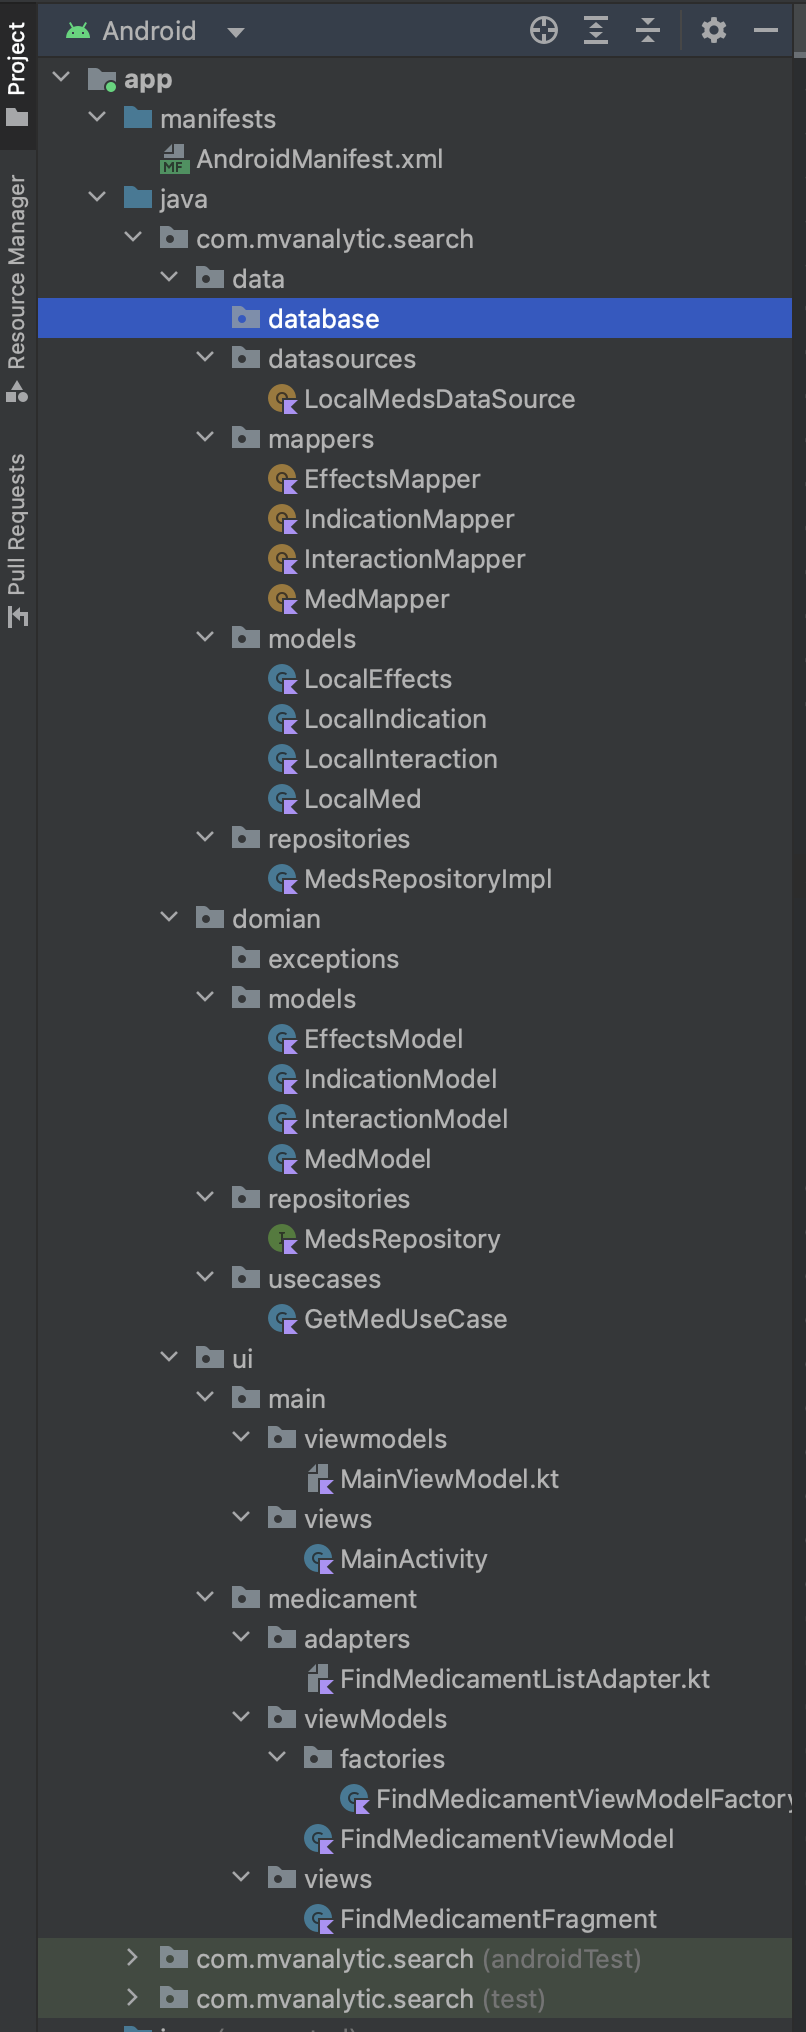 Project
Resource Manager
Pull Requests
Android
app
manifests
MF AndroidManifest.xml
java
com.mvanalytic.search
data
database
datasources
LocalMedsDataSource
mappers
EffectsMapper
IndicationMapper
InteractionMapper
MedMapper
models
LocalEffects
LocalIndication
LocalInteraction
LocalMed
repositories
MedsRepositoryImpl
domian
exceptions
models
EffectsModel
IndicationModel
InteractionModel
MedModel
repositories
MedsRepository
usecases
GetMedUseCase
ui
main
viewmodels
MainViewModel.kt
views
MainActivity
medicament
adapters
FindMedicamentListAdapter.kt
viewModels
factories
FindMedicamentViewModelFactory
FindMedicamentViewModel
views
FindMedicamentFragment
com.mvanalytic.search (androidTest)
com.mvanalytic.search (test)